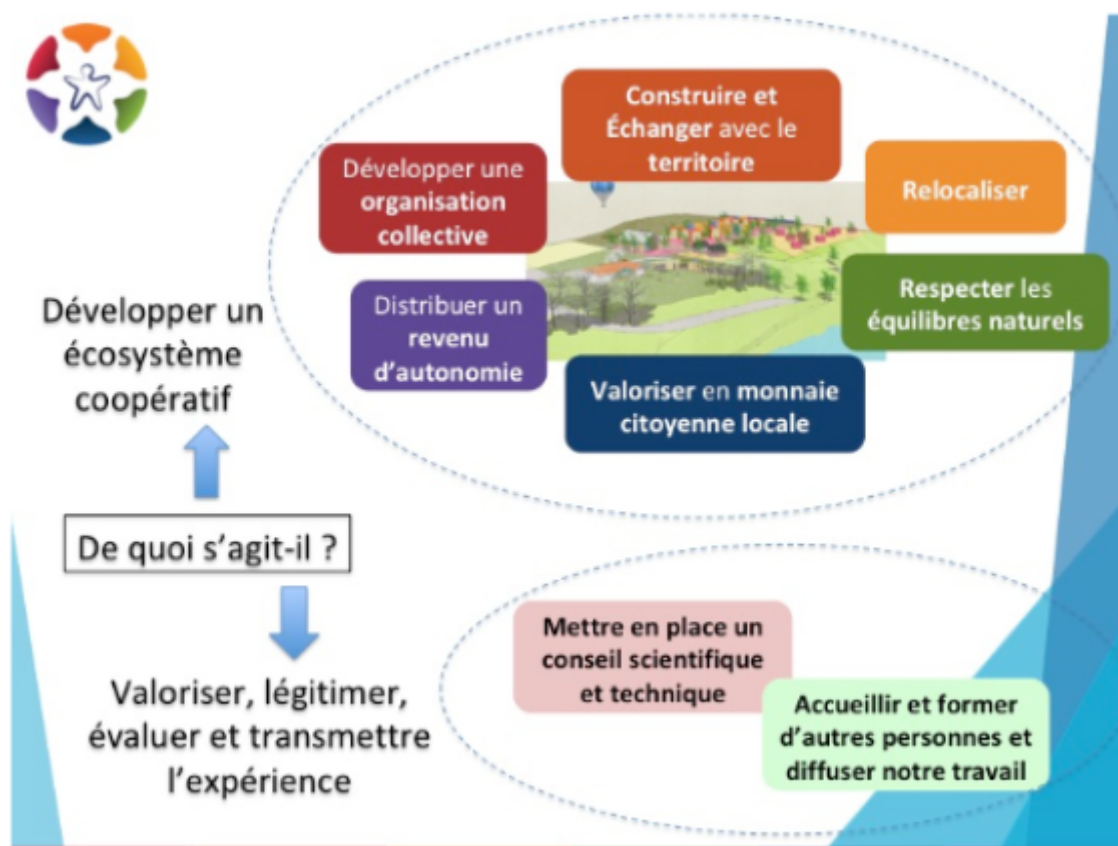 Construire et
Échanger avec le
territoire
Développer une
organisation
collective
Relocaliser
Distribuer un
revenu
d'autonomie
Respecter les
équilibres naturels
Valoriser en monnaie
citoyenne locale
Développer un
écosystème
coopératif
De quoi s'agit-il ?
Valoriser, légitimer,
évaluer et transmettre
l'expérience
Mettre en place un
conseil scientifique
et technique
Accueillir et former
d'autres personnes et
diffuser notre travail